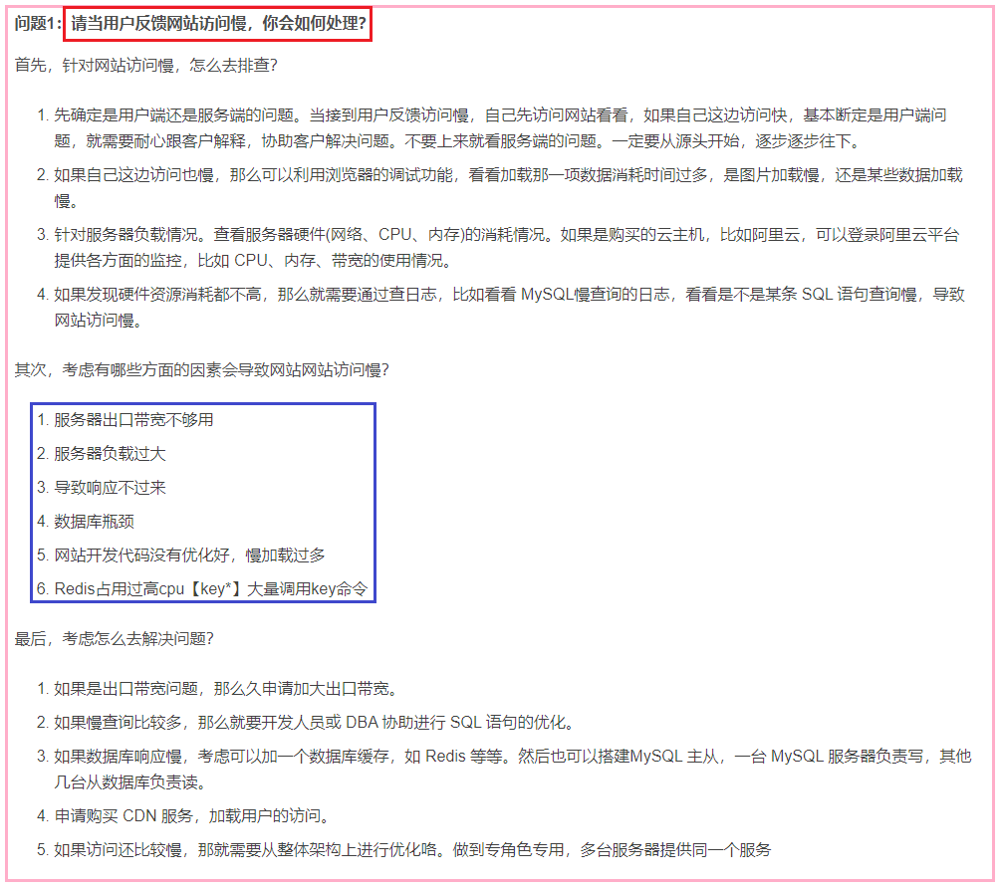 问题1：请当用户反馈网站访问慢，你会如何处理?
首先，针对网站访问慢，怎么去排查?
1. 先确定是用户端还是服务端的问题。当接到用户反馈访问慢，自己先访问网站看看，如果自己这边访问快，基本断定是用户端问
题，就需要耐心跟客户解释，协助客户解决问题。不要上来就看服务端的问题。一定要从源头开始，逐步逐步往下。
2. 如果自己这边访问也慢，那么可以利用浏览器的调试功能，看看加载那一项数据消耗时间过多，是图片加载慢，还是某些数据加载
慢。
3. 针对服务器负载情况。查看服务器硬件(网络、CPU、内存)的消耗情况。如果是购买的云主机，比如阿里云，可以登录阿里云平台
提供各方面的监控，比如 CPU、内存、带宽的使用情况。
4. 如果发现硬件资源消耗都不高，那么就需要通过查日志，比如看看 MySQL慢查询的日志，看看是不是某条 SQL 语句查询慢，导致
网站访问慢。
其次，考虑有哪些方面的因素会导致网站网站访问慢?
1. 服务器出口带宽不够用
2. 服务器负载过大
3. 导致响应不过来
4. 数据库瓶颈
5. 网站开发代码没有优化好，慢加载过多
6. Redis占用过高cpu【key*】大量调用key命令
最后，考虑怎么去解决问题?
1. 如果是出口带宽问题，那么久申请加大出口带宽。
2. 如果慢查询比较多，那么就要开发人员或 DBA 协助进行 SQL 语句的优化。
3. 如果数据库响应慢，考虑可以加一个数据库缓存，如 Redis 等等。然后也可以搭建MySQL 主从，一台 MySQL 服务器负责写，其他
几台从数据库负责读。
4. 申请购买 CDN 服务，加载用户的访问。
5. 如果访问还比较慢，那就需要从整体架构上进行优化咯。做到专角色专用，多台服务器提供同一个服务